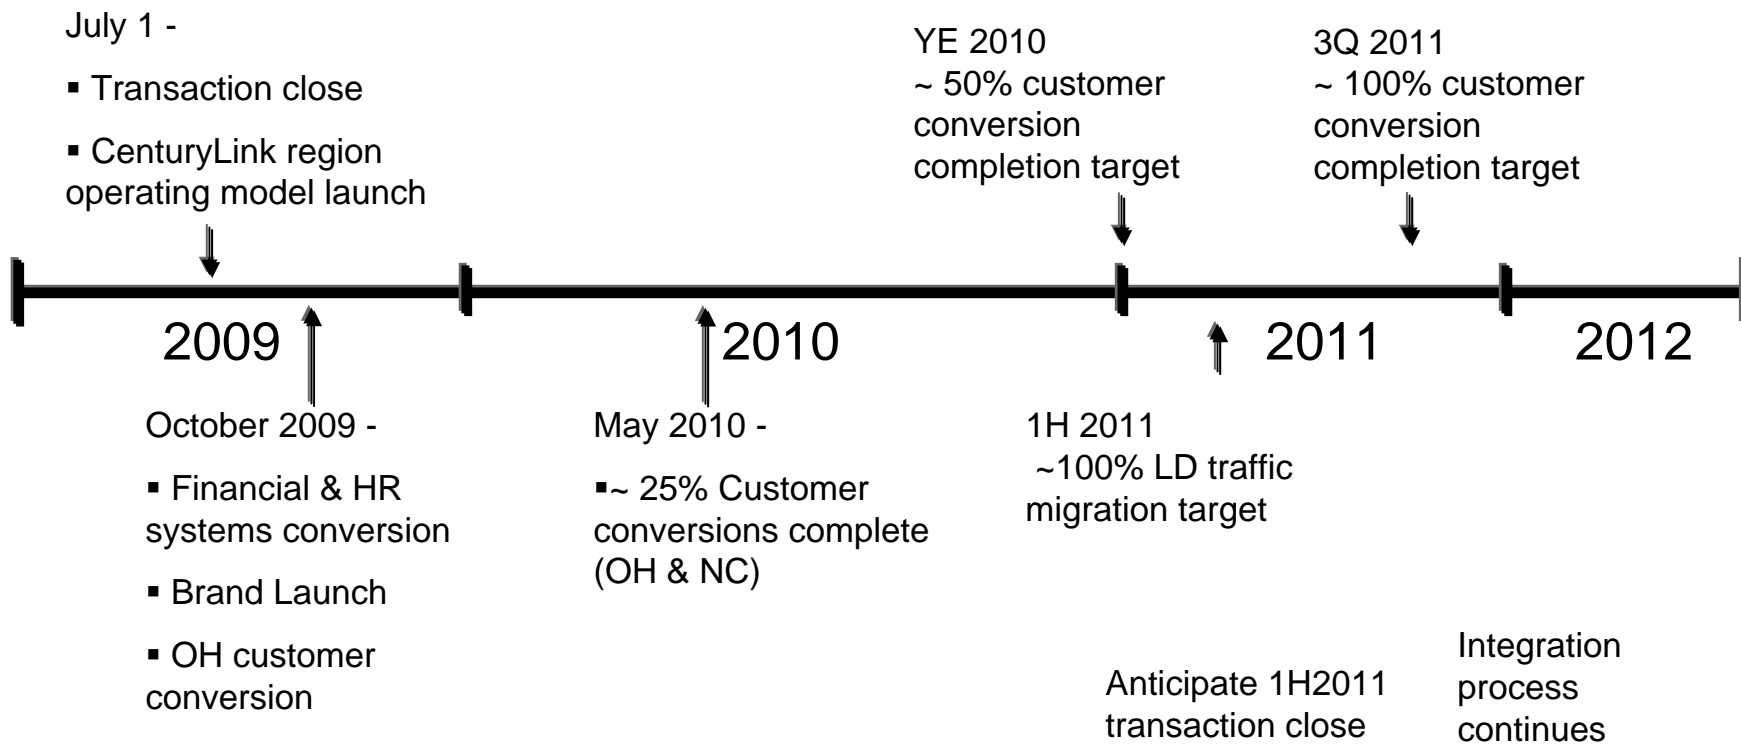 July 1 -
▪ Transaction close
▪ CenturyLink region
operating model launch
YE 2010
~ 50% customer
conversion
completion target
3Q 2011
~ 100% customer
conversion
completion target
2009
2010
2011
2012
October 2009 -
▪ Financial & HR
systems conversion
▪ Brand Launch
▪ OH customer
conversion
May 2010 -
▪~ 25% Customer
conversions complete
(OH & NC)
1H 2011
~100% LD traffic
migration target
Anticipate 1H2011
transaction close
Integration
process
continues